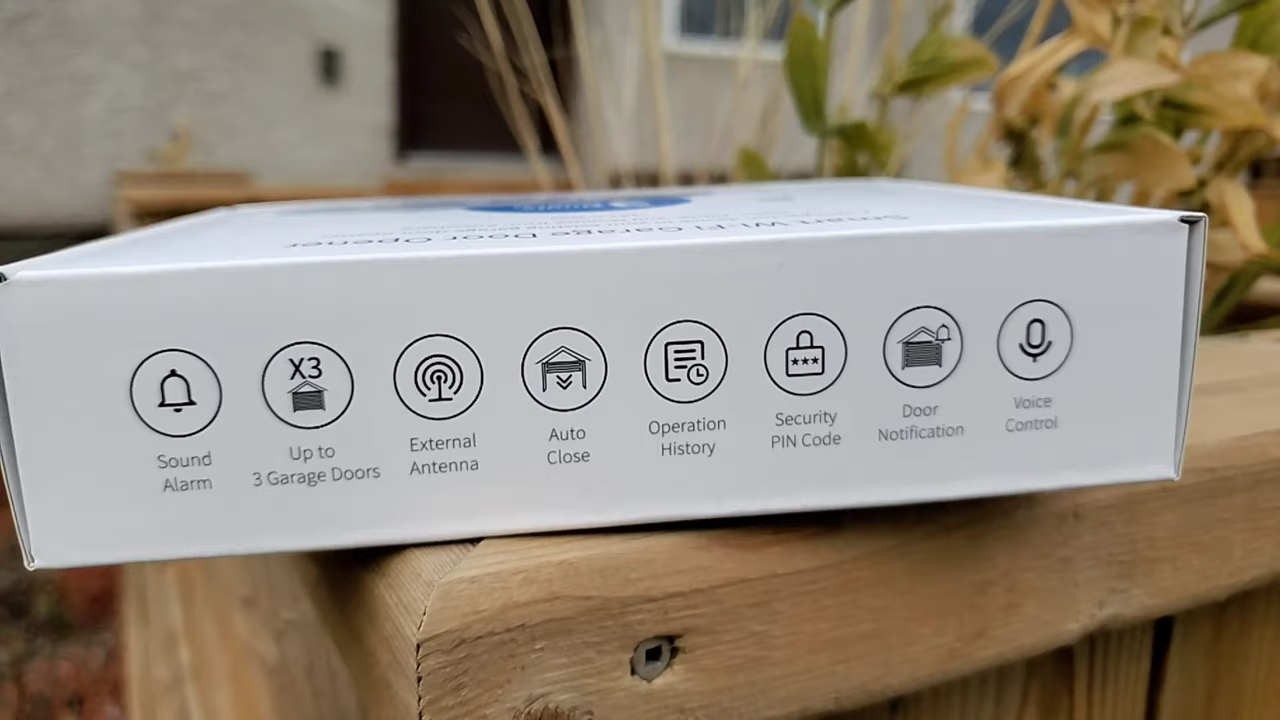 Smart Wi-Fi Garage Door Opener
Sound
Alarm
X3
Up to
3 Garage Doors
External
Antenna
Auto
Close
Operation
History
***
Security
PIN Code
Door
Notification
Voice
Control